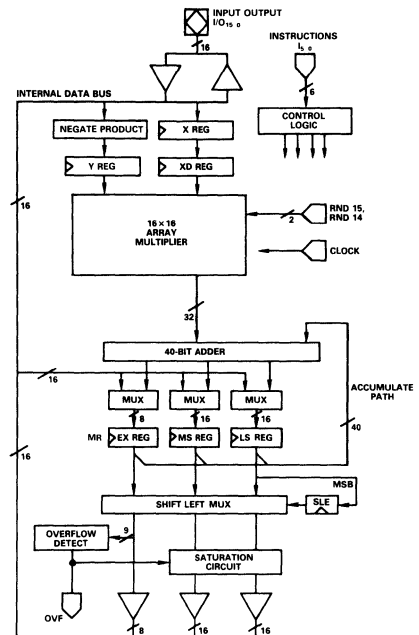 INPUT OUTPUT
I/O15 0
16
INSTRUCTIONS
I5 0
6
INTERNAL DATA BUS
NEGATE PRODUCT
X REG
CONTROL
LOGIC
Y REG
XD REG
16
16 × 16
ARRAY
MULTIPLIER
2
RND 15,
RND 14
CLOCK
32
40-BIT ADDER
16
MUX
MUX
MUX
ACCUMULATE
PATH
8
16
16
40
MR
EX REG
MS REG
LS REG
16
MSB
SHIFT LEFT MUX
SLE
OVERFLOW
DETECT
9
SATURATION
CIRCUIT
OVF
8
16
16